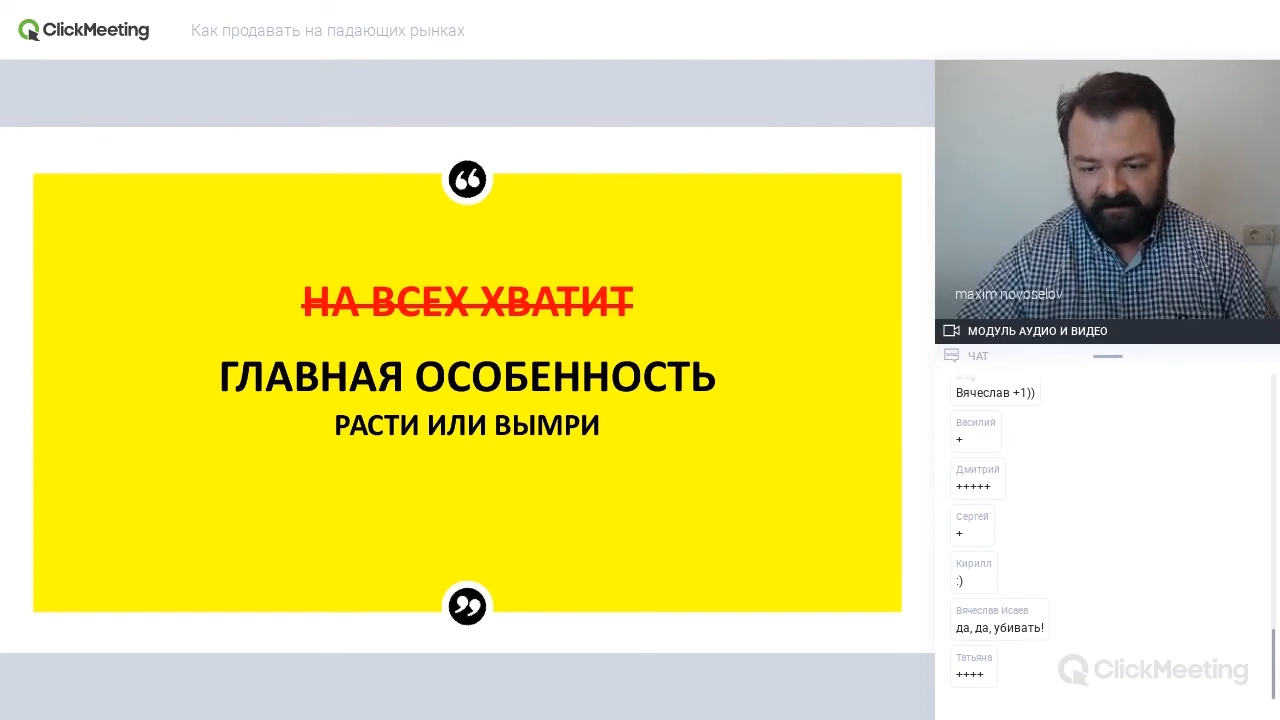 ClickMeeting
Как продавать на падающих рынках
НА ВСЕХ ХВАТИТ
ГЛАВНАЯ ОСОБЕННОСТЬ
РАСТИ ИЛИ ВЫМРИ
maxim novoselov
МОДУЛЬ АУДИО И ВИДЕО
ЧАТ
Вячеслав +1))
Василий
+
Дмитрий
+++++
Сергей
+
Кирилл
:)
Вячеслав Исаев
да, да, убивать!
Татьяна
++++
ClickMeeting